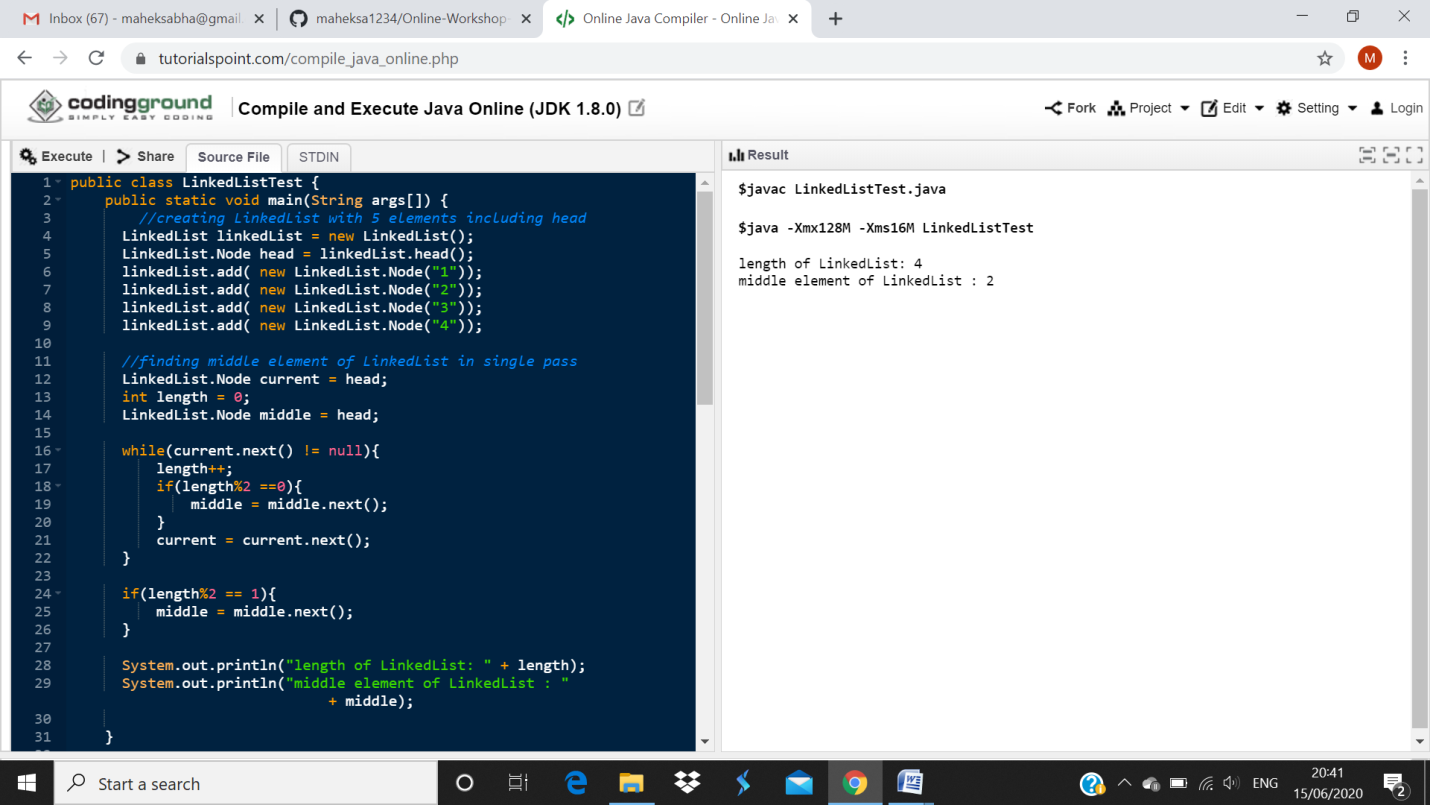 Inbox (67) - maheksabha@gmail. maheksa1234/Online-Workshop- Online Java Compiler - Online Jav
tutorialspoint.com/compile_java_online.php M
codingground
SIMPLY EASY CODING
Compile and Execute Java Online (JDK 1.8.0) Fork Project Edit Setting Login
Execute | Share Source File STDIN Result
1 public class LinkedListTest {
2 public static void main(String args[]) {
3 //creating LinkedList with 5 elements including head
4 LinkedList linkedList = new LinkedList();
5 LinkedList.Node head = linkedList.head();
6 linkedList.add( new LinkedList.Node("1"));
7 linkedList.add( new LinkedList.Node("2"));
8 linkedList.add( new LinkedList.Node("3"));
9 linkedList.add( new LinkedList.Node("4"));
10
11 //finding middle element of LinkedList in single pass
12 LinkedList.Node current = head;
13 int length = 0;
14 LinkedList.Node middle = head;
15
16 while(current.next() != null){
17 length++;
18 if(length%2 ==0){
19 middle = middle.next();
20 }
21 current = current.next();
22 }
23
24 if(length%2 == 1){
25 middle = middle.next();
26 }
27
28 System.out.println("length of LinkedList: " + length);
29 System.out.println("middle element of LinkedList : "
+ middle);
30
31 }
$javac LinkedListTest.java
$java -Xmx128M -Xms16M LinkedListTest
length of LinkedList: 4
middle element of LinkedList : 2
Start a search
ENG
20:41
15/06/2020
2